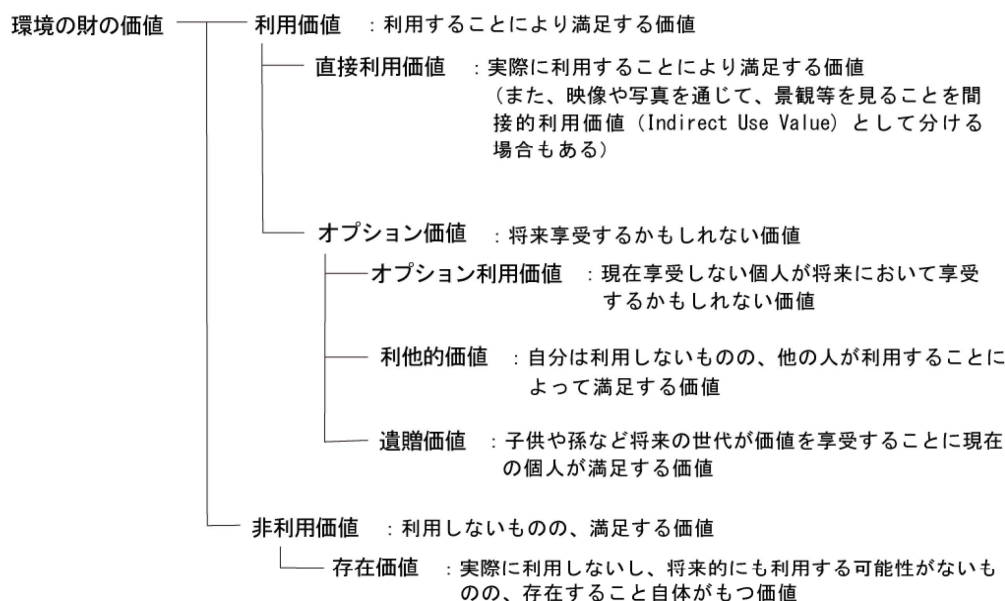 環境の財の価値 利用価値 ：利用することにより満足する価値
直接利用価値 ：実際に利用することにより満足する価値
（また、映像や写真を通じて、景観等を見ることを間
接的利用価値（Indirect Use Value）として分ける
場合もある）
オプション価値 ：将来享受するかもしれない価値
オプション利用価値 ：現在享受しない個人が将来において享受
するかもしれない価値
利他的価値 ：自分は利用しないものの、他の人が利用することに
よって満足する価値
遺贈価値 ：子供や孫など将来の世代が価値を享受することに現在
の個人が満足する価値
非利用価値 ：利用しないものの、満足する価値
存在価値 ：実際に利用しないし、将来的にも利用する可能性がないも
のの、存在すること自体がもつ価値